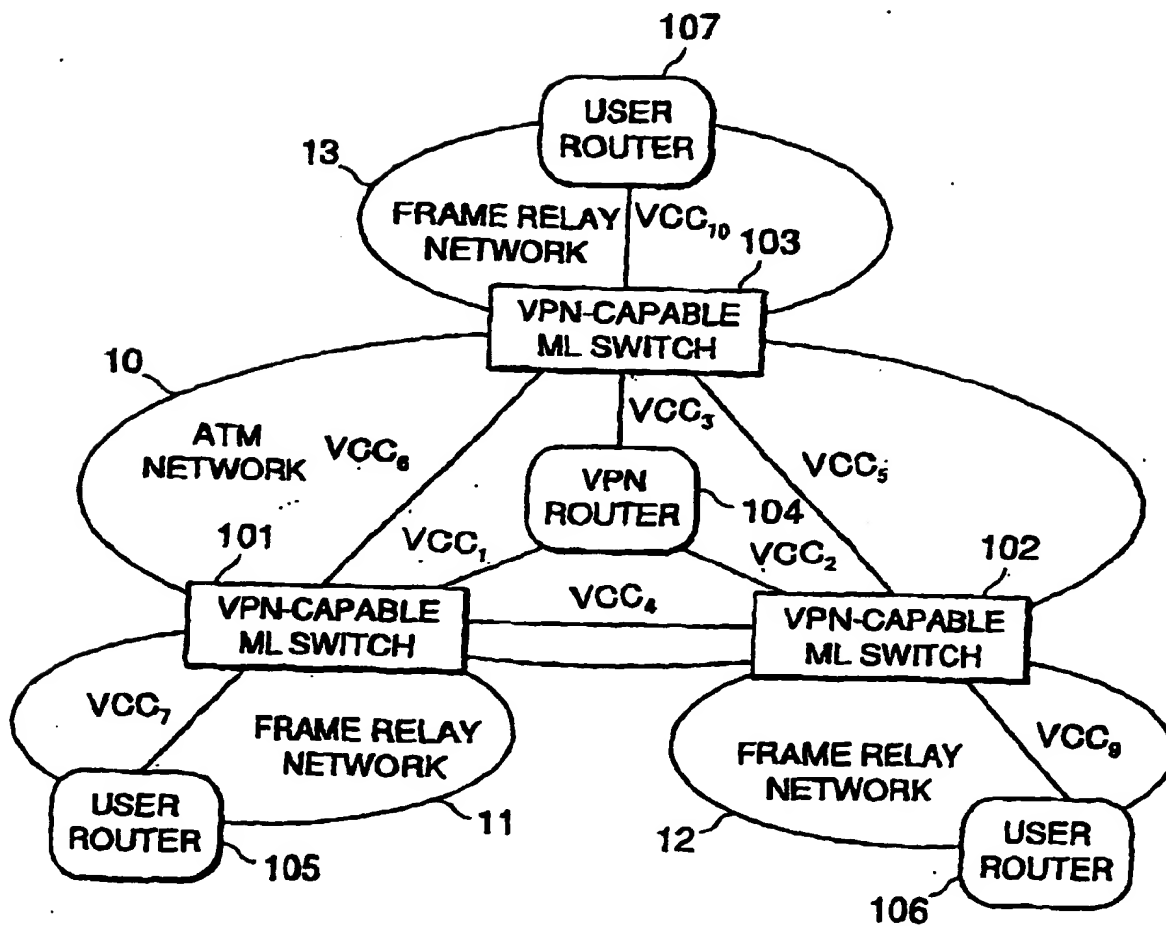 107
USER
ROUTER
13
FRAME RELAY
NETWORK
VCC₁₀
103
VPN-CAPABLE
ML SWITCH
10
ATM
NETWORK
VCC₆
VCC₃
VCC₅
VPN
ROUTER
104
101
VCC₁
VCC₂
102
VPN-CAPABLE
ML SWITCH
VCC₄
VPN-CAPABLE
ML SWITCH
VCC₇
FRAME RELAY
NETWORK
FRAME RELAY
NETWORK
VCC₉
USER
ROUTER
11
105
12
USER
ROUTER
106